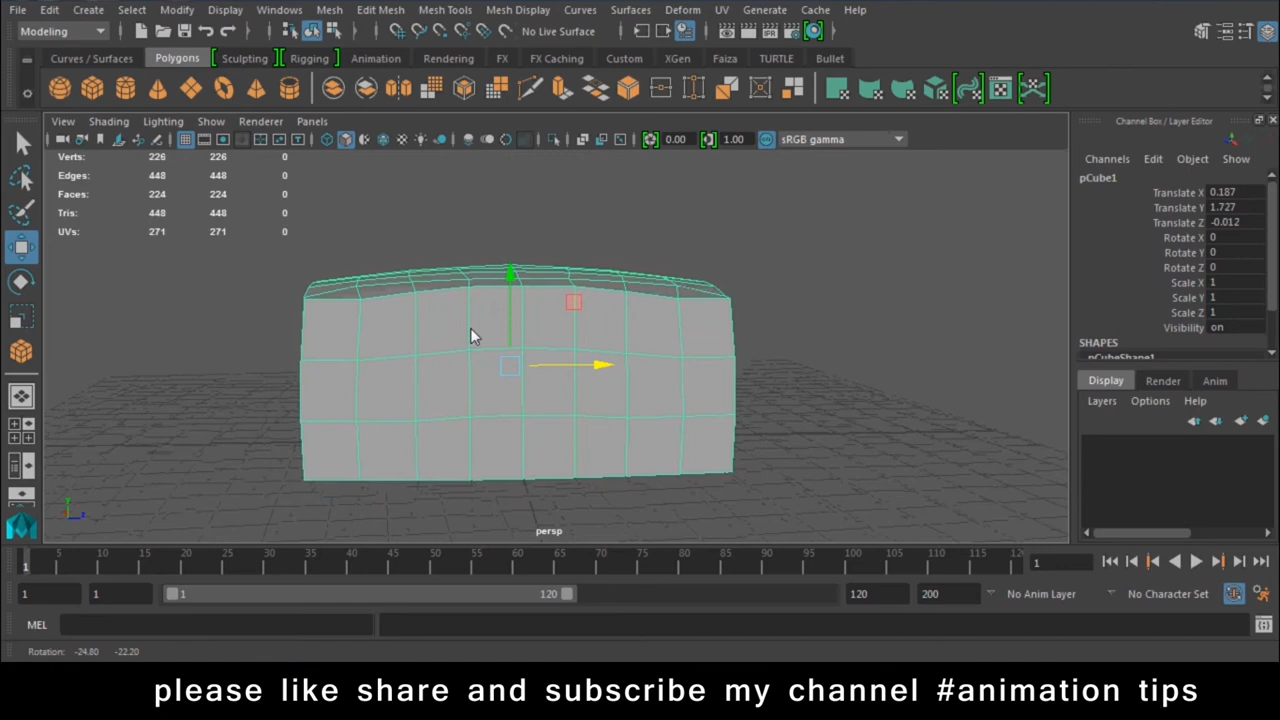 File Edit Create Select Modify Display Windows Mesh Edit Mesh Mesh Tools Mesh Display Curves Surfaces Deform UV Generate Cache Help
Modeling No Live Surface
Curves / Surfaces Polygons Sculpting Rigging Animation Rendering FX FX Caching Custom XGen Faiza TURTLE Bullet
View Shading Lighting Show Renderer Panels
0.00 1.00 sRGB gamma
Verts: 226 226 0
Edges: 448 448 0
Faces: 224 224 0
Tris: 448 448 0
UVs: 271 271 0
y
z
persp
Channel Box / Layer Editor
Channels Edit Object Show
pCube1
Translate X 0.187
Translate Y 1.727
Translate Z -0.012
Rotate X 0
Rotate Y 0
Rotate Z 0
Scale X 1
Scale Y 1
Scale Z 1
Visibility on
SHAPES
pCubeShape1
Display Render Anim
Layers Options Help
5 10 15 20 25 30 35 40 45 50 55 60 65 70 75 80 85 90 95 100 105 110 115 12
1 1
1 1 1 120 120 200 No Anim Layer No Character Set
MEL
Rotation: -24.80 -22.20
please like share and subscribe my channel #animation tips